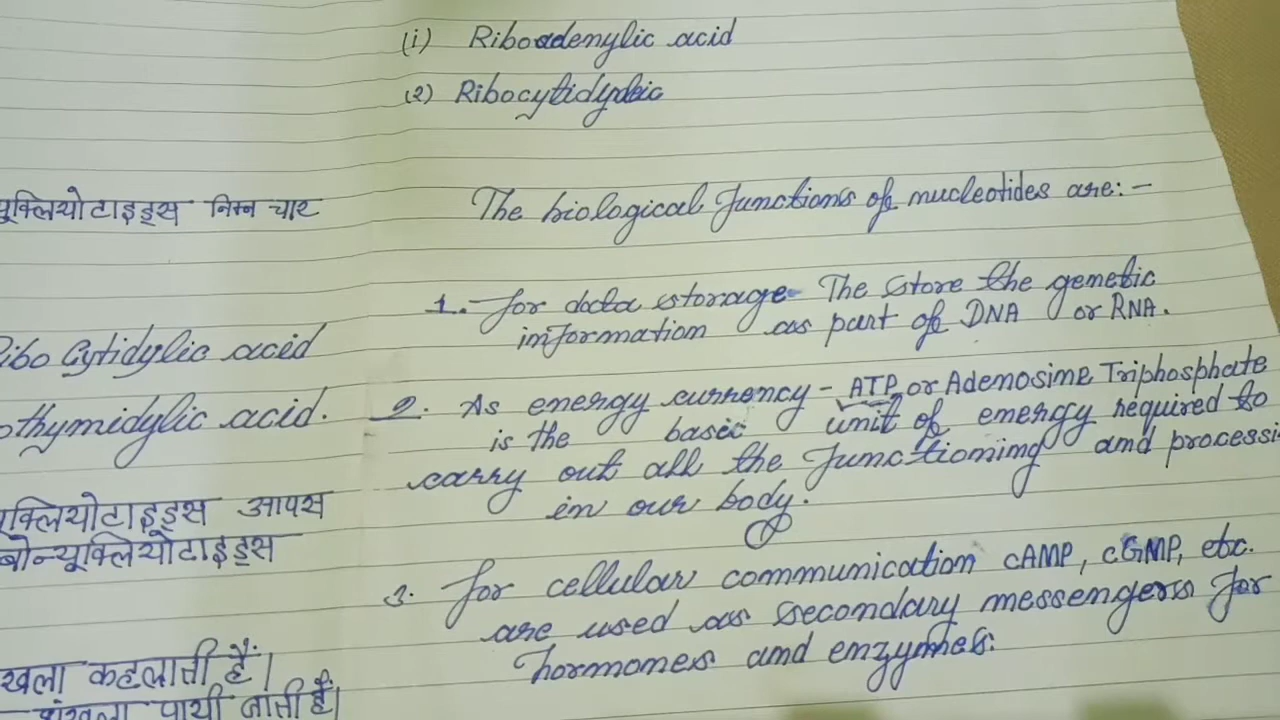 (i) Riboadenylic acid
(2) Ribocytidydeic
The biological functions of nucleotides are:-
1.- for data storage- The store the genetic
information as part of DNA or RNA.
2. As energy currency - ATP or Adenosine Triphosphate
is the basic unit of energy required to
carry out all the functioning and processi
in our body.
3. for cellular communication cAMP, cGMP, etc.
are used as secondary messengers for
hormones and enzymes.
यूक्लियोटाइड्स निम्न चार
Ribo Cytidylic acid
othymidylic acid.
यूक्लियोटाइड्स आपस
बोन्यूक्लियोटाइड्स
खला कहलाती हैं।
शृंखला पायी जाती हैं।